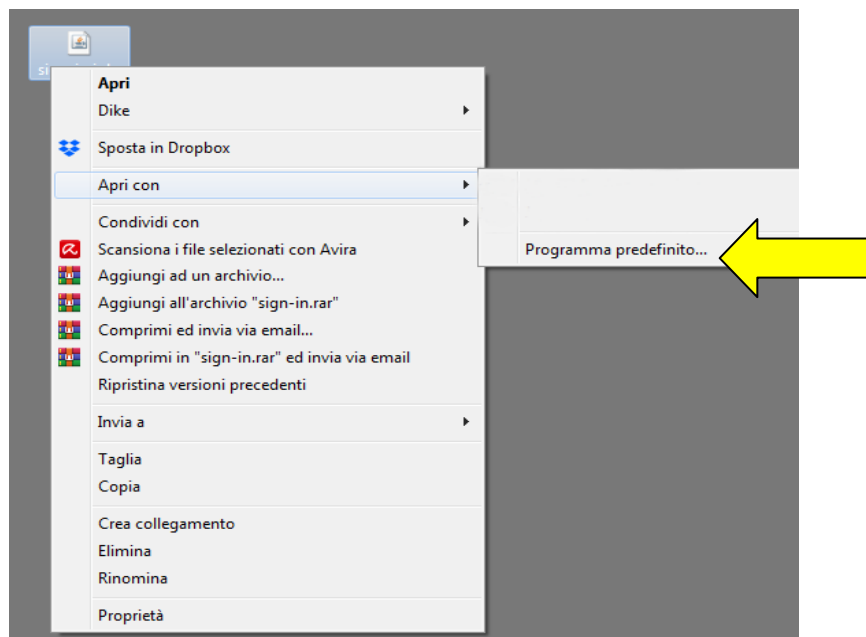 Apri
Dike
Sposta in Dropbox
Apri con
Condividi con
Scansiona i file selezionati con Avira
Aggiungi ad un archivio...
Aggiungi all'archivio "sign-in.rar"
Comprimi ed invia via email...
Comprimi in "sign-in.rar" ed invia via email
Ripristina versioni precedenti
Invia a
Taglia
Copia
Crea collegamento
Elimina
Rinomina
Proprietà
Programma predefinito...